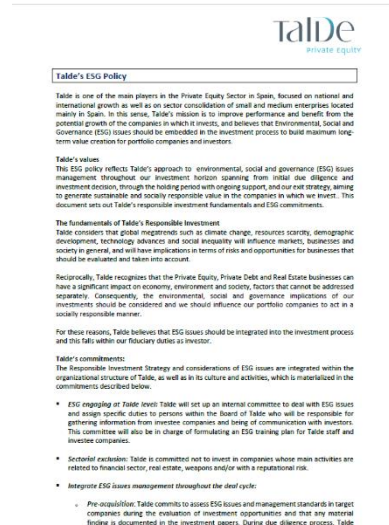 Talde
Private Equity
Talde's ESG Policy
Talde is one of the main players in the Private Equity Sector in Spain, focused on national and
international growth as well as on sector consolidation of small and medium enterprises located
mainly in Spain. In this sense, Talde's mission is to improve performance and benefit from the
potential growth of the companies in which it invests, and believes that Environmental, Social and
Governance (ESG) issues should be embedded in the investment process to build maximum long-
term value creation for portfolio companies and investors.
Talde's values
This ESG policy reflects Talde's approach to environmental, social and governance (ESG) issues
management throughout our investment horizon spanning from initial due diligence and
investment decision, through the holding period with ongoing support, and our exit strategy, aiming
to generate sustainable and socially responsible value in the companies in which we invest.. This
document sets out Talde's responsible investment fundamentals and ESG commitments.
The fundamentals of Talde's Responsible Investment
Talde considers that global megatrends such as climate change, resources scarcity, demographic
development, technology advances and social inequality will influence markets, businesses and
society in general, and will have implications in terms of risks and opportunities for businesses that
should be evaluated and taken into account.
Reciprocally, Talde recognizes that the Private Equity, Private Debt and Real Estate businesses can
have a significant impact on economy, environment and society, factors that cannot be addressed
separately. Consequently, the environmental, social and governance implications of our
investments should be considered and we should influence our portfolio companies to act in a
socially responsible manner.
For these reasons, Talde believes that ESG issues should be integrated into the investment process
and this falls within our fiduciary duties as investor.
Talde's commitments:
The Responsible Investment Strategy and considerations of ESG issues are integrated within the
organizational structure of Talde, as well as in its culture and activities, which is materialized in the
commitments described below.
• ESG engaging at Talde level: Talde will set up an internal committee to deal with ESG issues
and assign specific duties to persons within the Board of Talde who will be responsible for
gathering information from investee companies and being of communication with investors.
This committee will also be in charge of formulating an ESG training plan for Talde staff and
investee companies.
• Sectorial exclusion: Talde is committed not to invest in companies whose main activities are
related to financial sector, real estate, weapons and/or with a reputational risk.
• Integrate ESG issues management throughout the deal cycle:
Pre-acquisition: Talde commits to assess ESG issues and management standards in target
companies during the evaluation of investment opportunities and that any material
finding is documented in the investment papers. During due diligence process, Talde